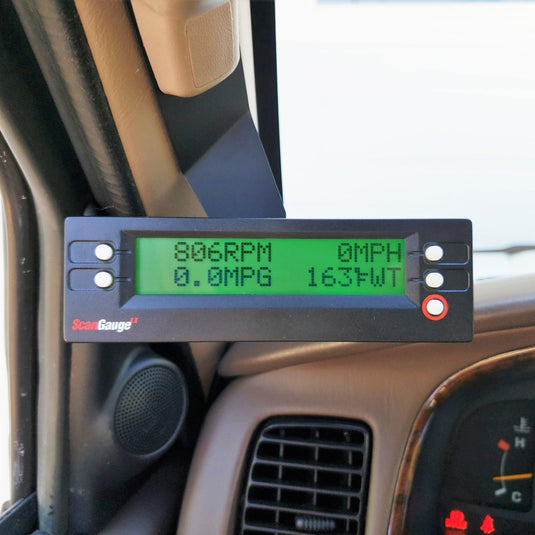 806RPM 0MPH
0.0MPG 163°FWT
ScanGauge II
H
C